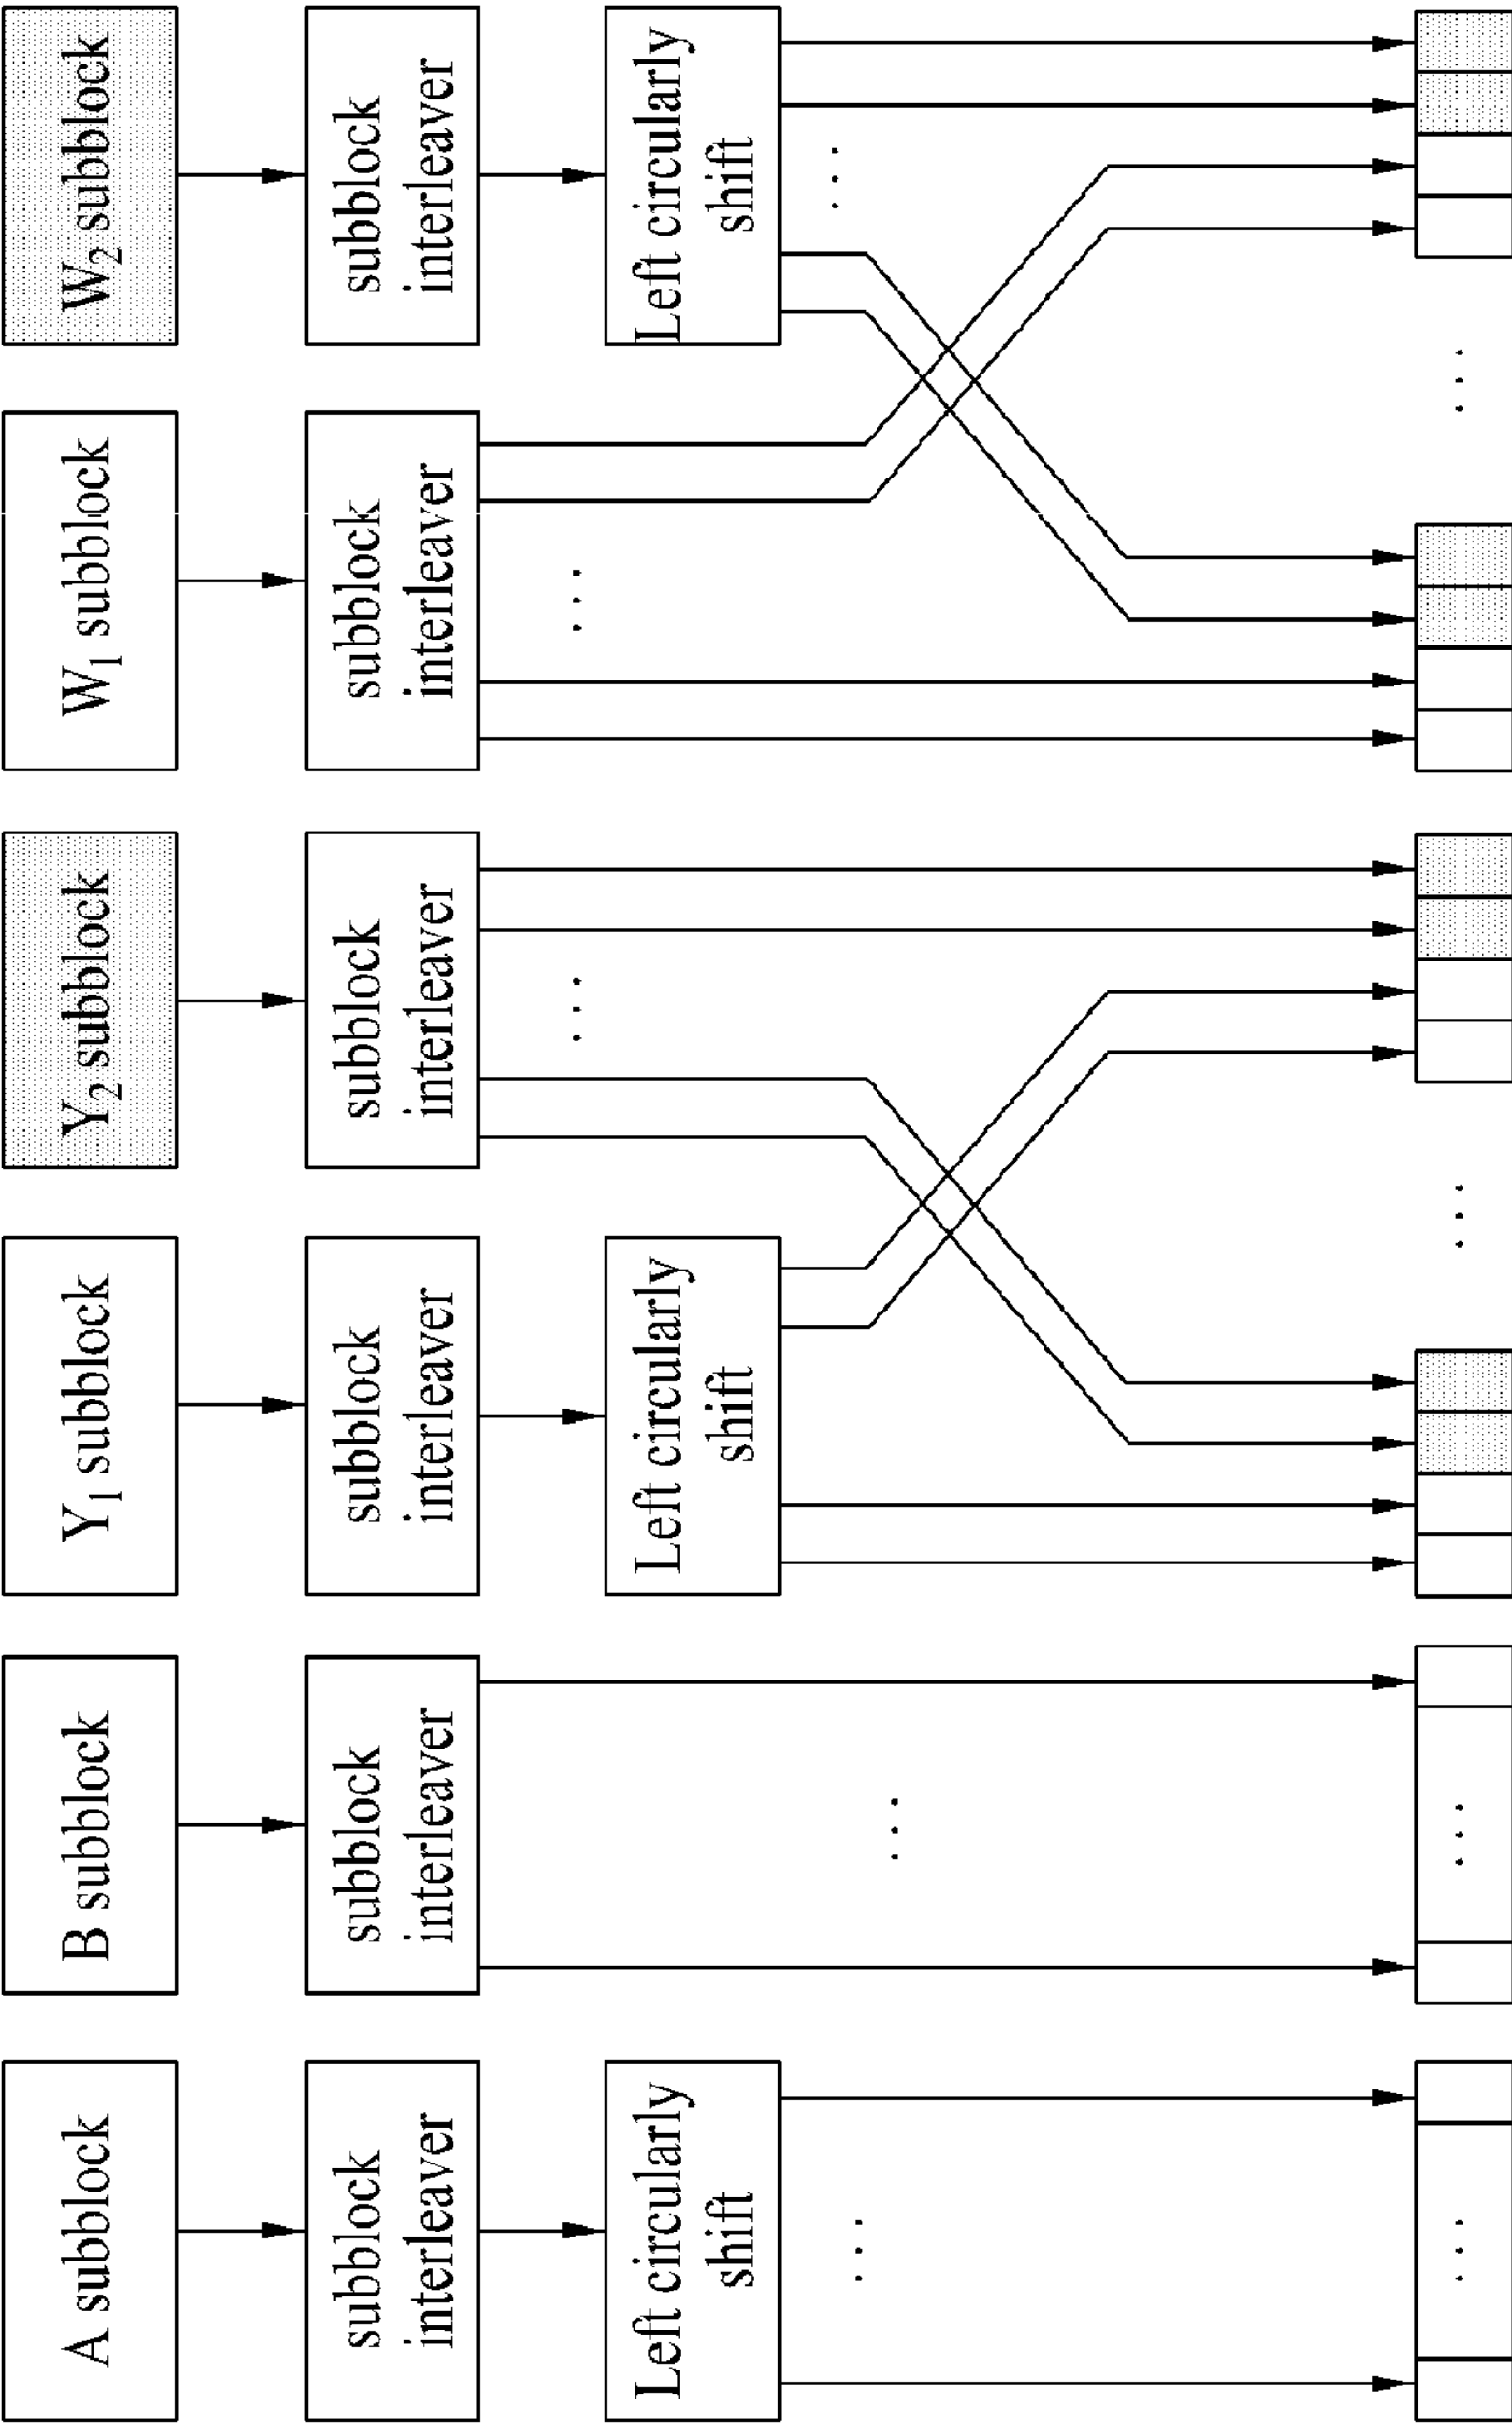 A subblock
B subblock
Y1 subblock
Y2 subblock
W1 subblock
W2 subblock
subblock
interleaver
subblock
interleaver
subblock
interleaver
subblock
interleaver
subblock
interleaver
subblock
interleaver
Left circularly
shift
Left circularly
shift
Left circularly
shift